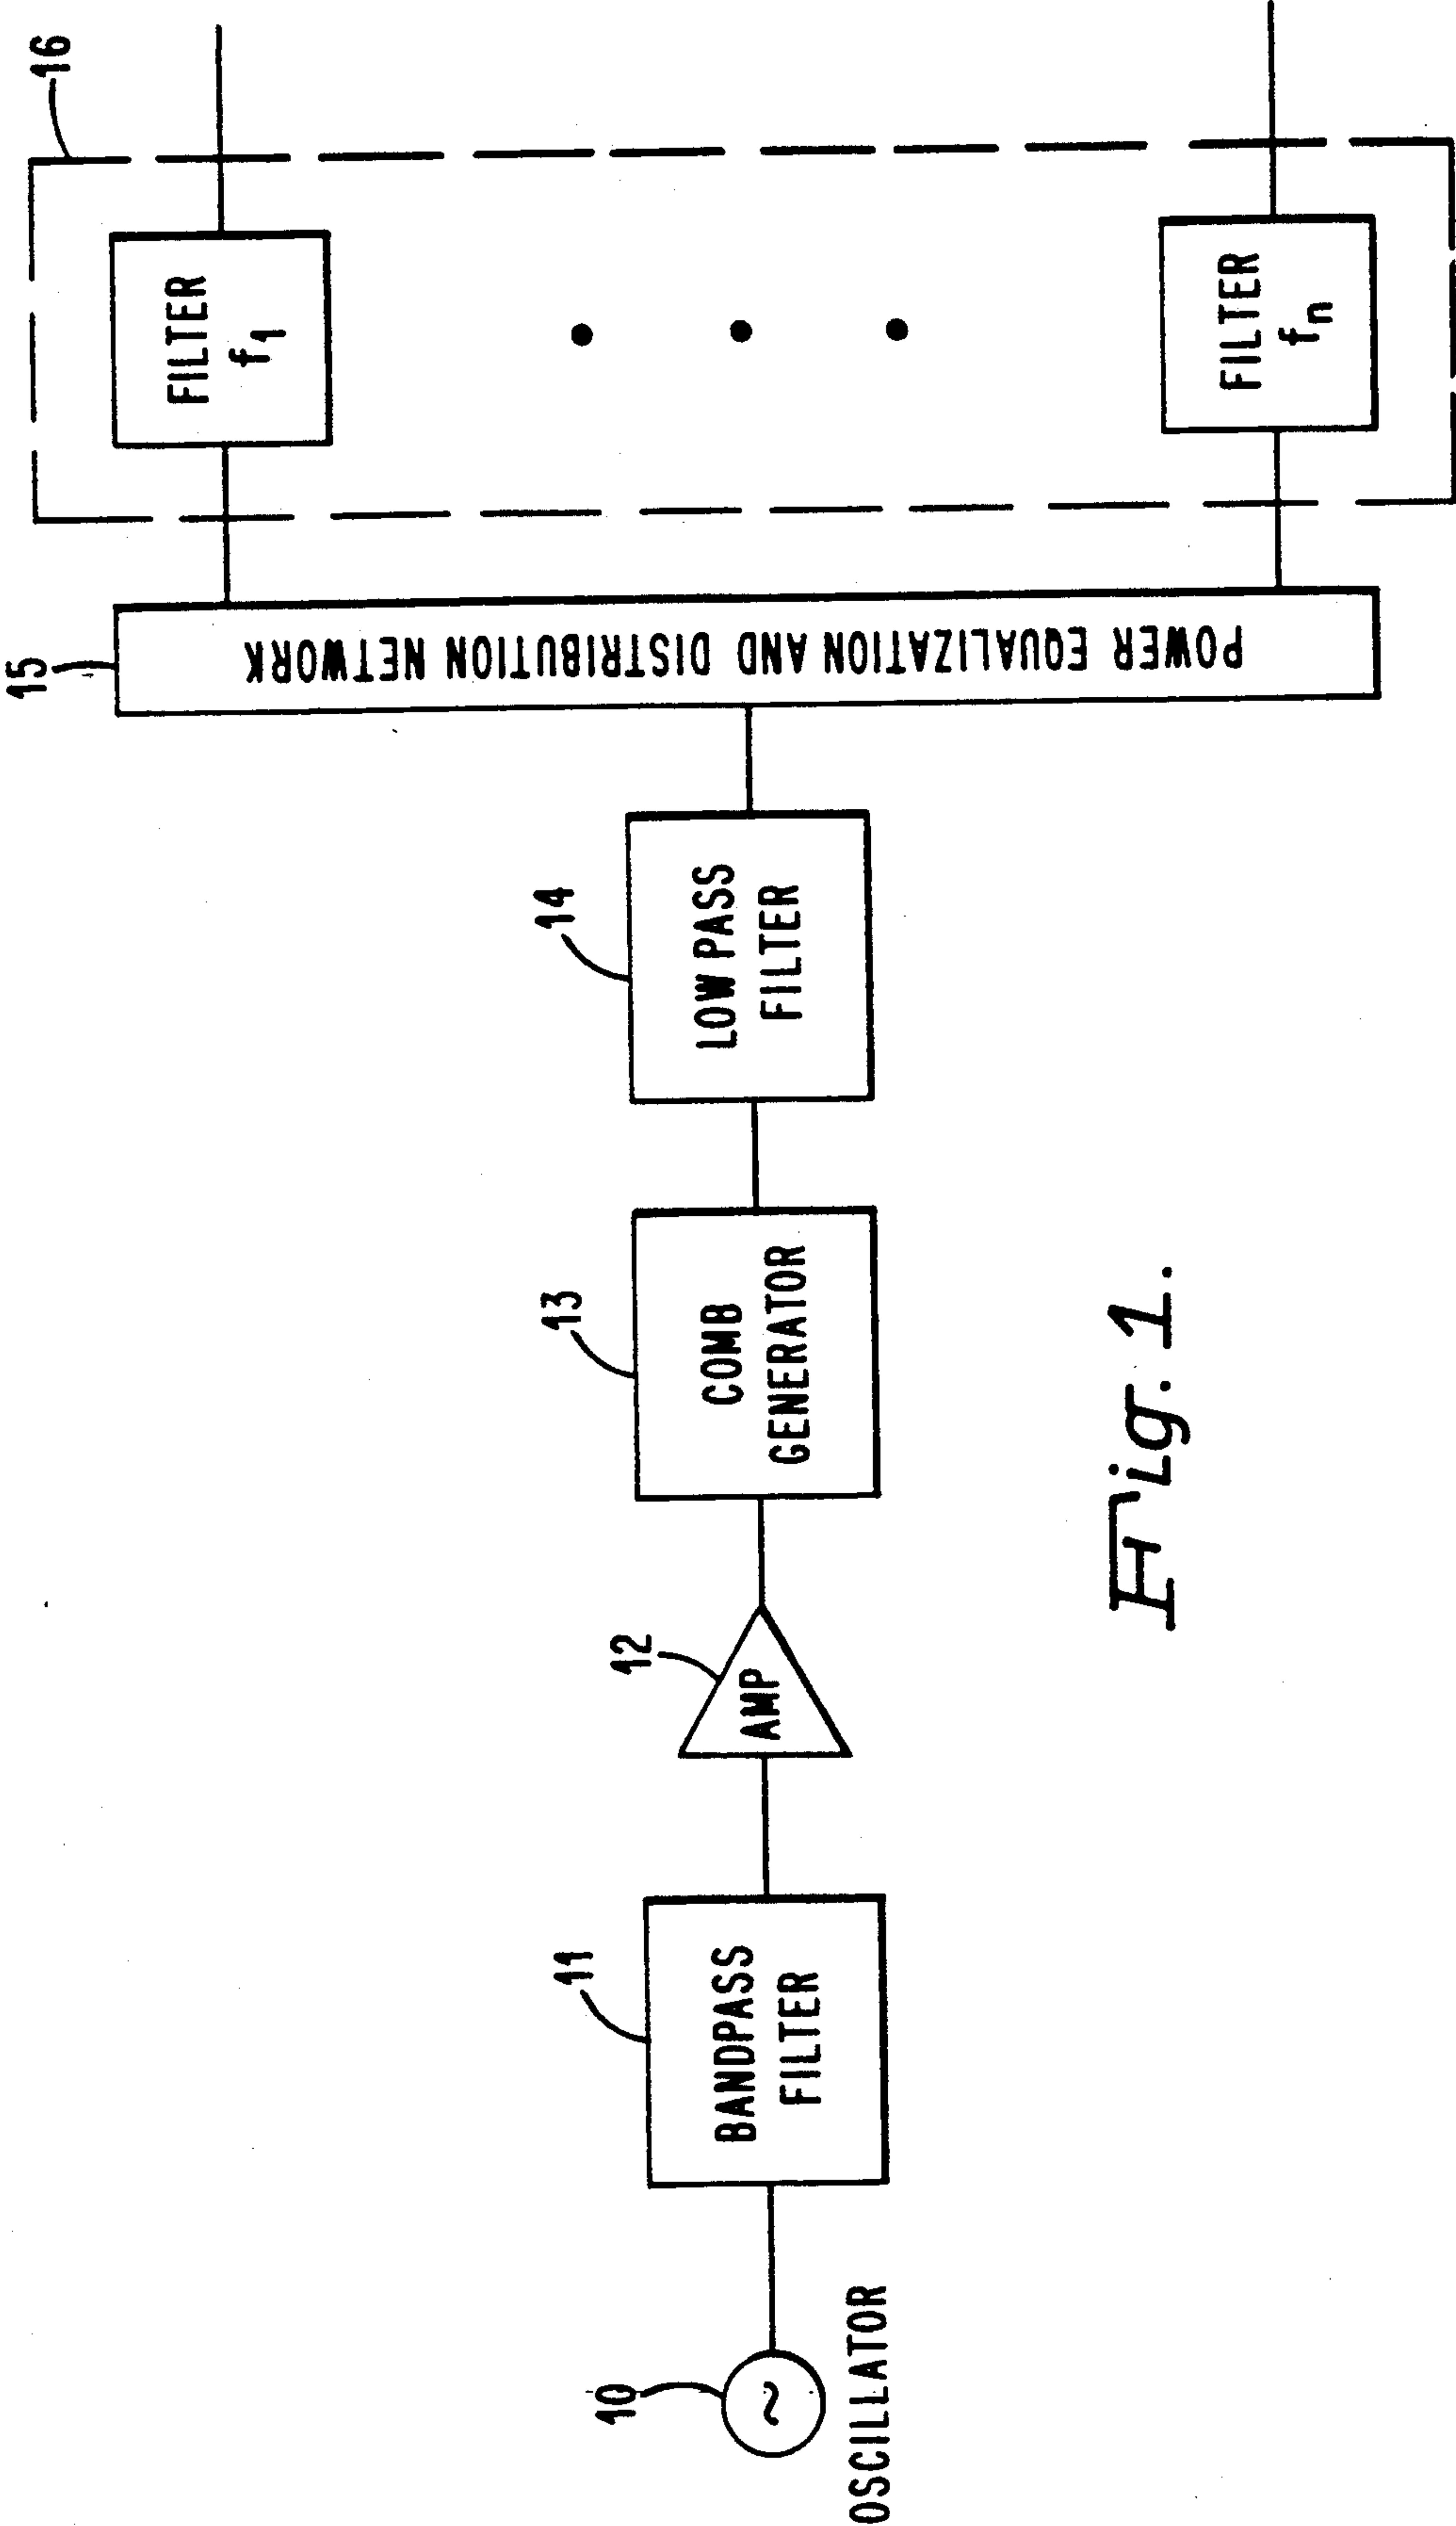 10
OSCILLATOR
11
BANDPASS
FILTER
12
AMP
13
COMB
GENERATOR
14
LOW PASS
FILTER
15
POWER EQUALIZATION AND DISTRIBUTION NETWORK
16
FILTER
f1
FILTER
fn
Fig. 1.